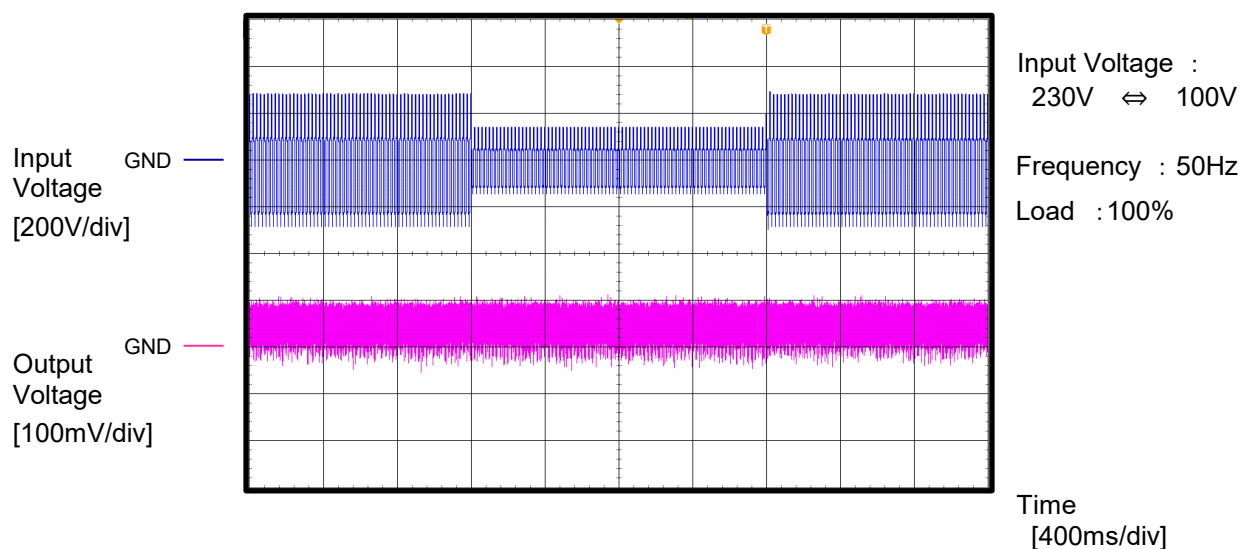 T
Input Voltage :
230V ⇔ 100V
Frequency : 50Hz
Load :100%
Input
Voltage
[200V/div]
GND
Output
Voltage
[100mV/div]
GND
Time
[400ms/div]